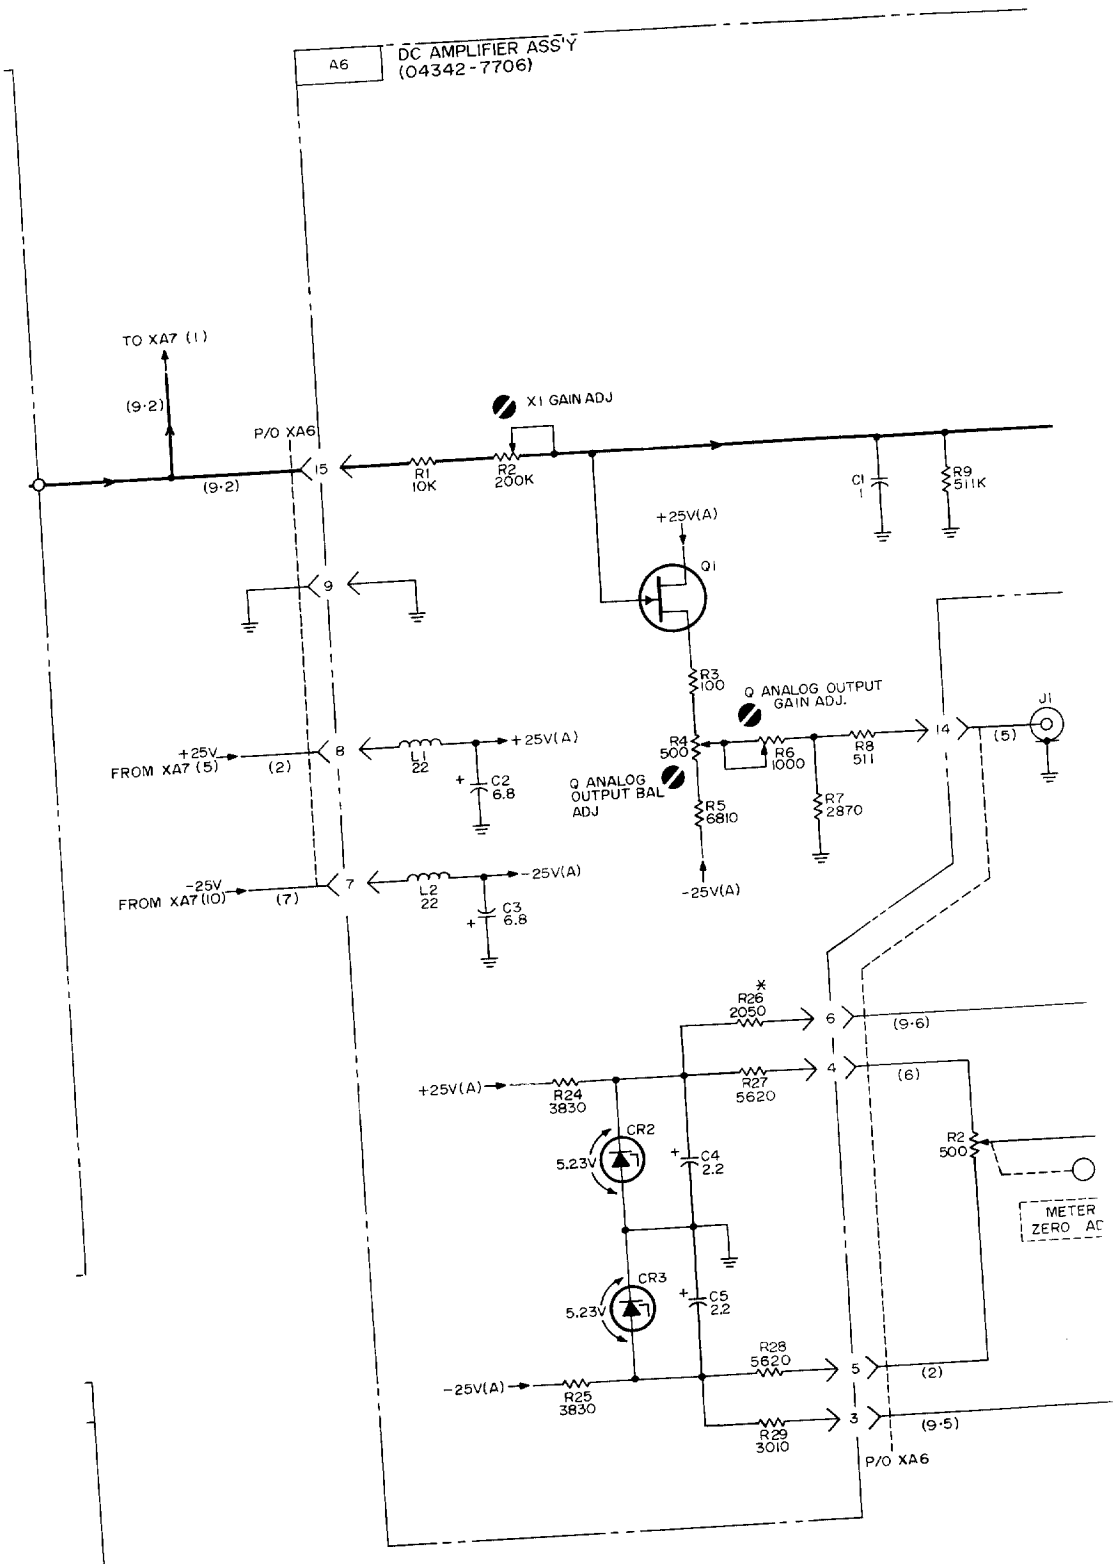 A6
DC AMPLIFIER ASS'Y
(04342-7706)
TO XA7 (1)
(9·2)
P/O XA6
X1 GAIN ADJ
15
(9·2)
R1
10K
R2
200K
C1
1
R9
511K
+25V(A)
Q1
9
R3
100
Q ANALOG OUTPUT
GAIN ADJ.
J1
+25V
FROM XA7 (5)
(2)
8
L1
22
+25V(A)
C2
6.8
+
R4
500
R6
1000
R8
511
14
(5)
Q ANALOG
OUTPUT BAL
ADJ
R5
6810
R7
2870
-25V(A)
-25V
FROM XA7 (10)
(7)
7
L2
22
-25V(A)
C3
6.8
+
*
R26
2050
6
(9·6)
+25V(A)
R24
3830
R27
5620
4
(6)
CR2
5.23V
+
C4
2.2
R2
500
METER
ZERO AD
CR3
5.23V
+
C5
2.2
-25V(A)
R25
3830
R28
5620
5
(2)
R29
3010
3
(9·5)
P/O XA6